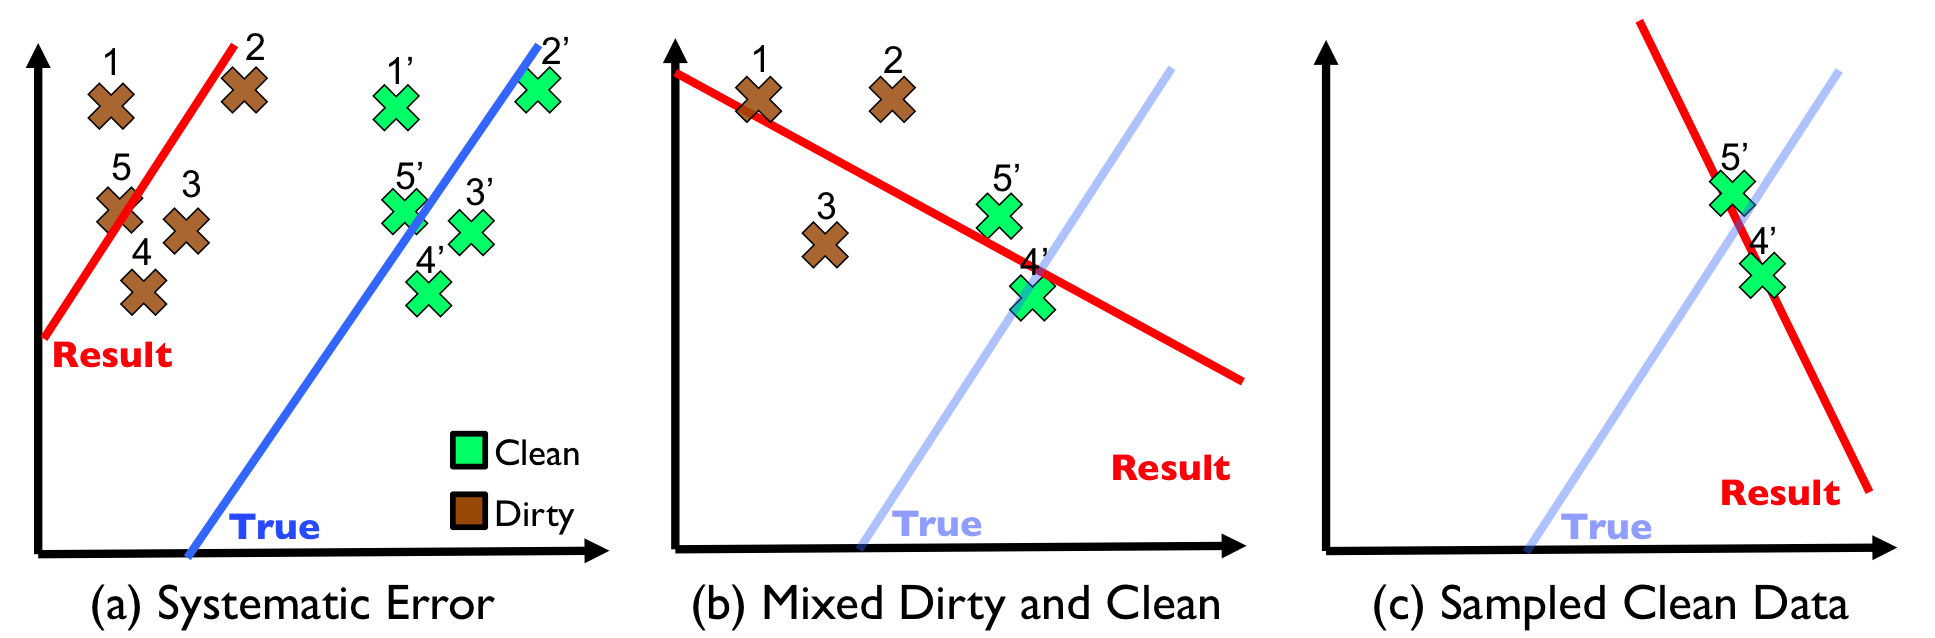 1
2
5
3
4
Result
1’
2’
5’
3’
4’
True
Clean
Dirty
(a) Systematic Error
1
2
3
5’
4’
Result
True
(b) Mixed Dirty and Clean
5’
4’
Result
True
(c) Sampled Clean Data